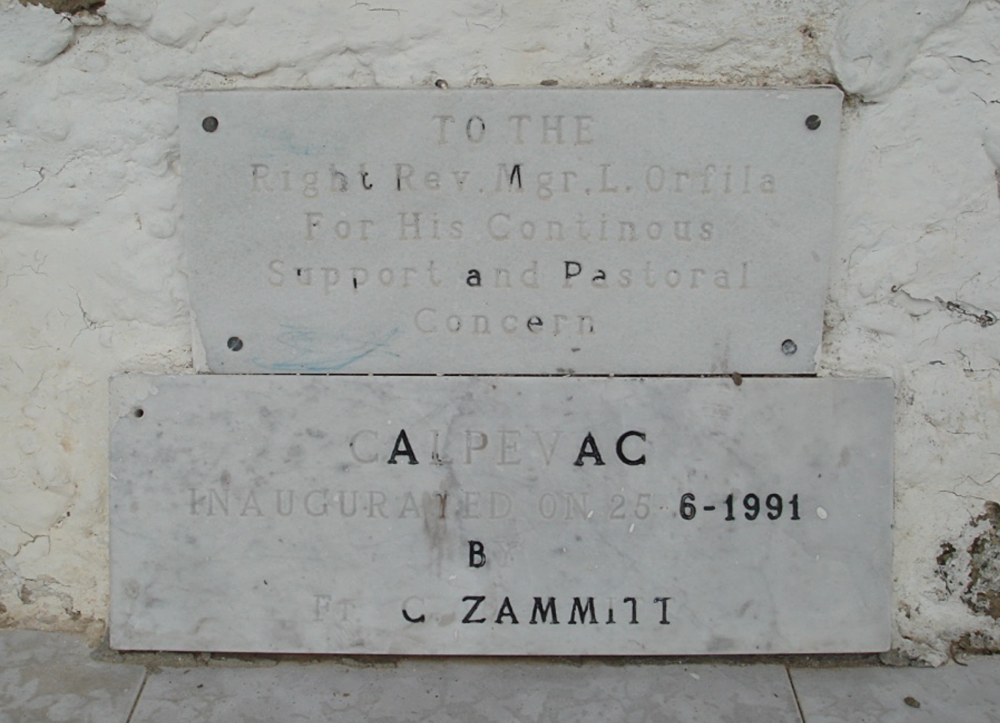 TO THE
Right Rev. Mgr. L. Orfila
For His Continous
Support and Pastoral
Concern
CALPEVAC
INAUGURATED ON 25-6-1991
BY
Fr. C. ZAMMITT